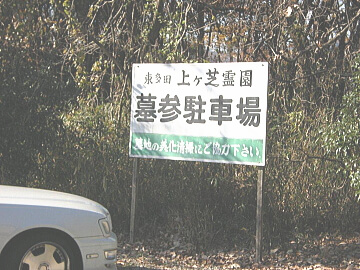 東多田 上ヶ芝霊園
墓参駐車場
墓地の美化清掃にご協力下さい